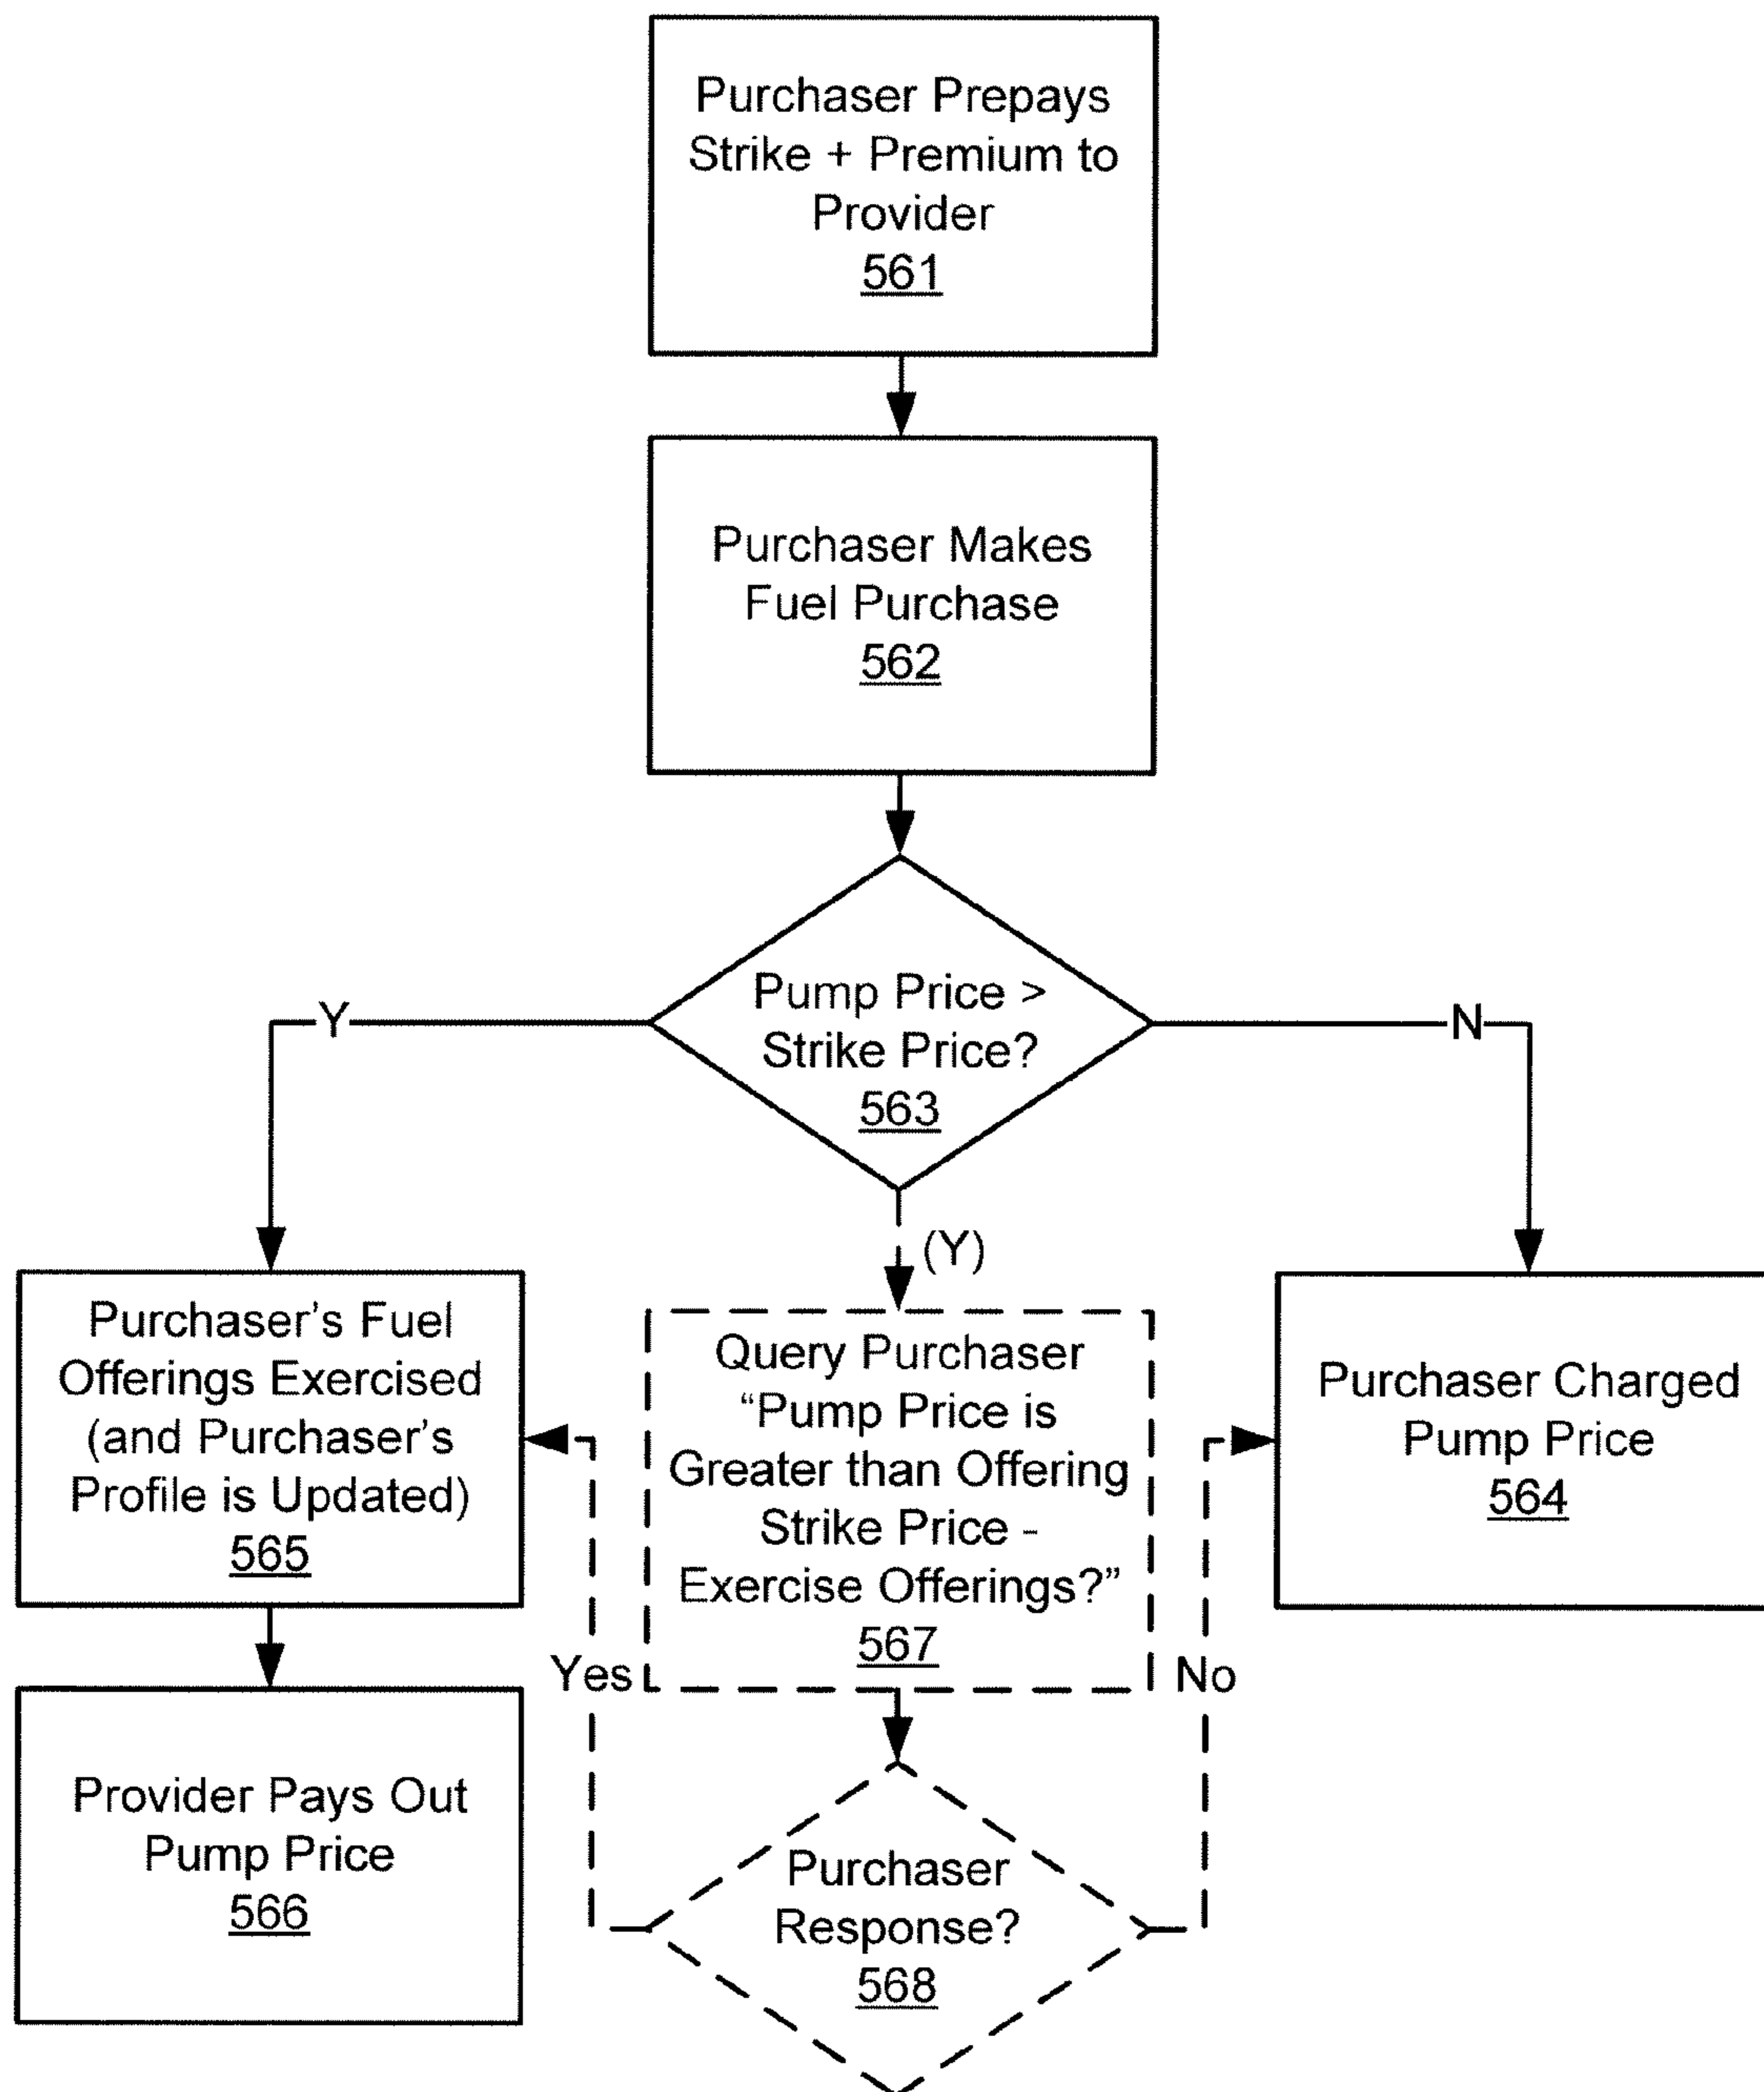 Purchaser Prepays
Strike + Premium to
Provider
561
Purchaser Makes
Fuel Purchase
562
Pump Price >
Strike Price?
563
Y
N
(Y)
Purchaser's Fuel
Offerings Exercised
(and Purchaser's
Profile is Updated)
565
Query Purchaser
“Pump Price is
Greater than Offering
Strike Price -
Exercise Offerings?”
567
Purchaser Charged
Pump Price
564
Yes
No
Provider Pays Out
Pump Price
566
Purchaser
Response?
568